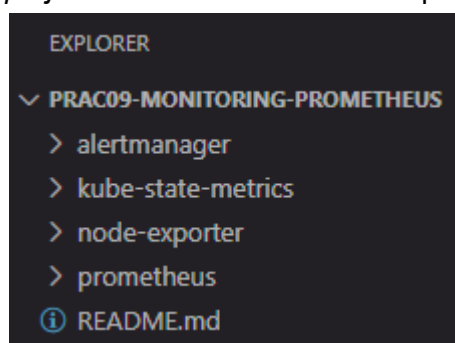 EXPLORER
PRAC09-MONITORING-PROMETHEUS
alertmanager
kube-state-metrics
node-exporter
prometheus
README.md